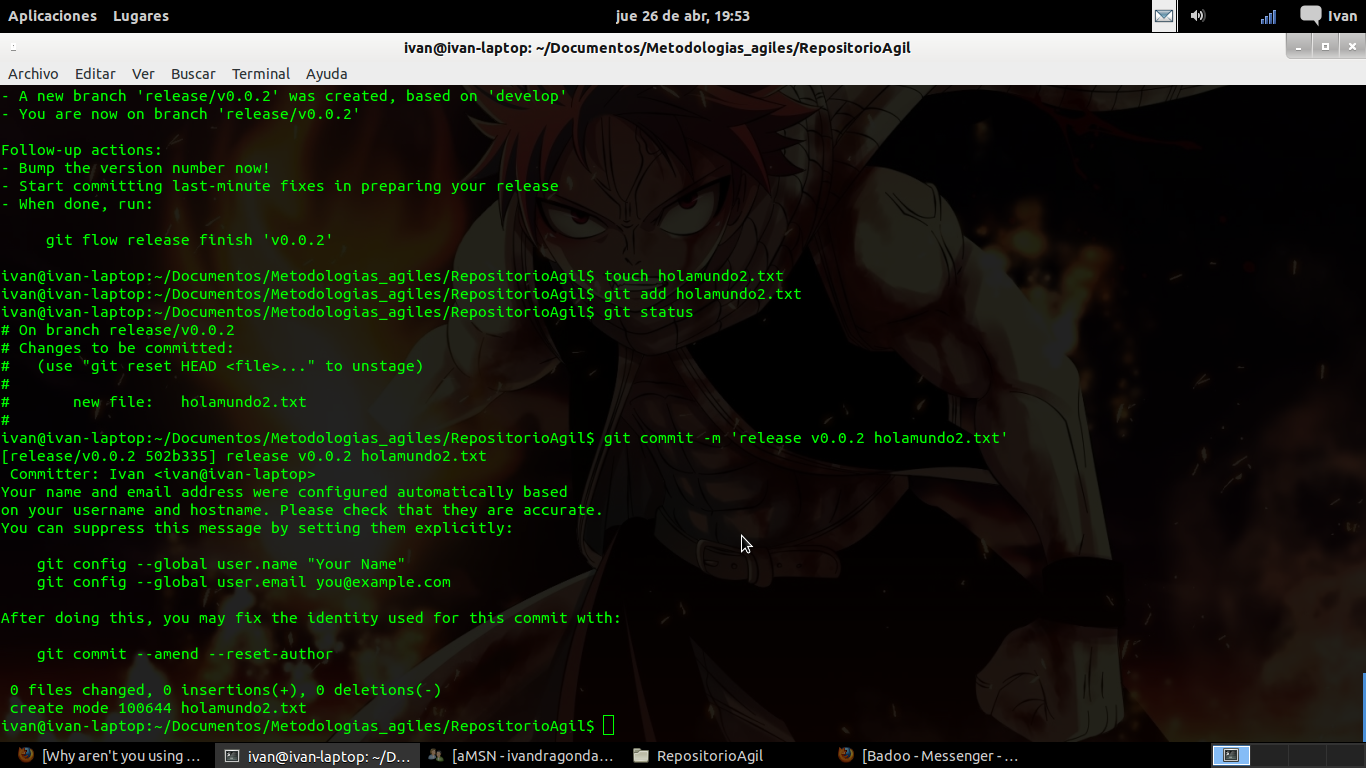 Aplicaciones Lugares jue 26 de abr, 19:53 Ivan
ivan@ivan-laptop: ~/Documentos/Metodologias_agiles/RepositorioAgil
Archivo Editar Ver Buscar Terminal Ayuda
- A new branch 'release/v0.0.2' was created, based on 'develop'
- You are now on branch 'release/v0.0.2'
Follow-up actions:
- Bump the version number now!
- Start committing last-minute fixes in preparing your release
- When done, run:
git flow release finish 'v0.0.2'
ivan@ivan-laptop:~/Documentos/Metodologias_agiles/RepositorioAgil$ touch holamundo2.txt
ivan@ivan-laptop:~/Documentos/Metodologias_agiles/RepositorioAgil$ git add holamundo2.txt
ivan@ivan-laptop:~/Documentos/Metodologias_agiles/RepositorioAgil$ git status
# On branch release/v0.0.2
# Changes to be committed:
#   (use "git reset HEAD <file>..." to unstage)
#
#       new file:   holamundo2.txt
#
ivan@ivan-laptop:~/Documentos/Metodologias_agiles/RepositorioAgil$ git commit -m 'release v0.0.2 holamundo2.txt'
[release/v0.0.2 502b335] release v0.0.2 holamundo2.txt
Committer: Ivan <ivan@ivan-laptop>
Your name and email address were configured automatically based
on your username and hostname. Please check that they are accurate.
You can suppress this message by setting them explicitly:
git config --global user.name "Your Name"
git config --global user.email you@example.com
After doing this, you may fix the identity used for this commit with:
git commit --amend --reset-author
0 files changed, 0 insertions(+), 0 deletions(-)
create mode 100644 holamundo2.txt
ivan@ivan-laptop:~/Documentos/Metodologias_agiles/RepositorioAgil$
[Why aren't you using ... ivan@ivan-laptop: ~/D... [aMSN - ivandragonda... RepositorioAgil [Badoo - Messenger - ...